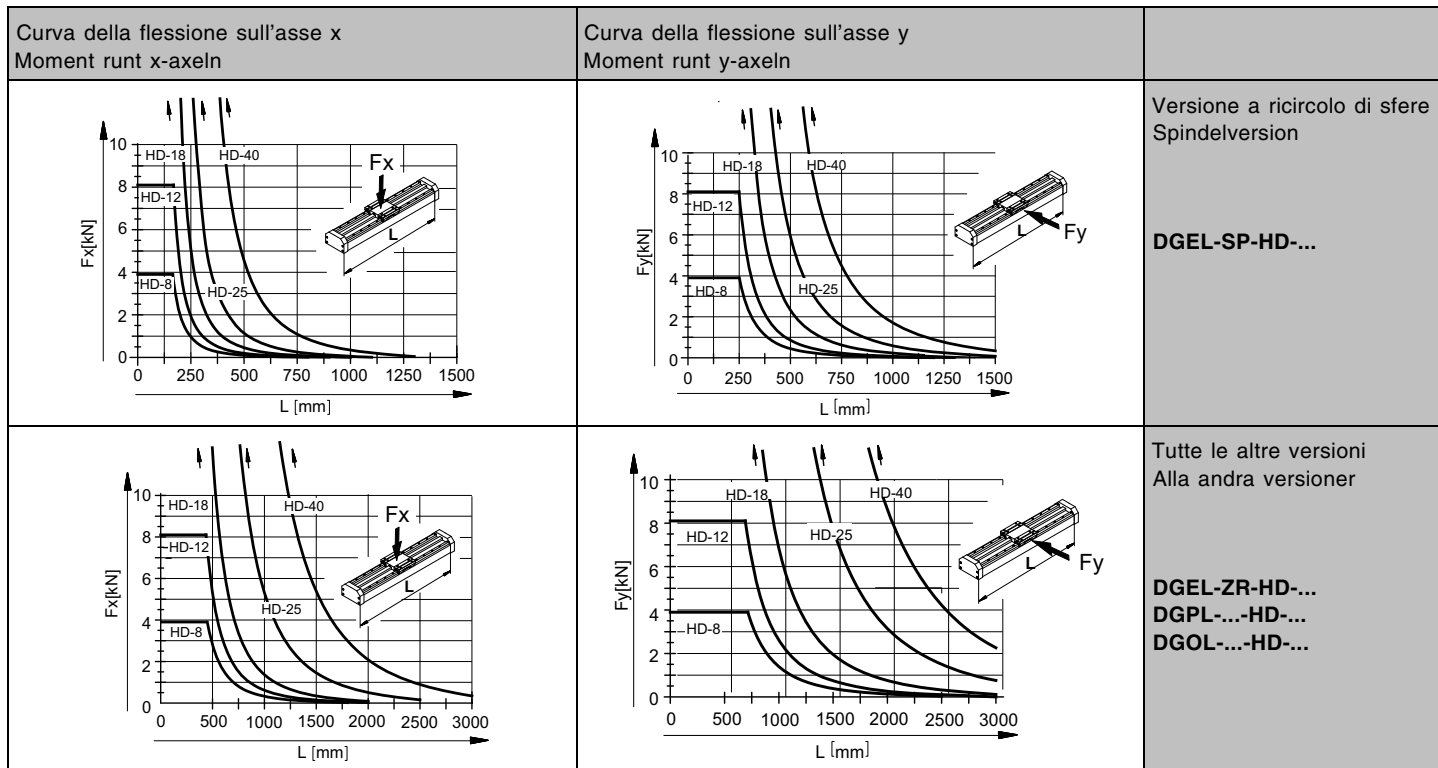 Curva della flessione sull'asse x
Moment runt x-axeln
Curva della flessione sull'asse y
Moment runt y-axeln
Fx[kN]
10
8
6
4
2
0
HD-18
HD-40
HD-12
HD-8
HD-25
Fx
L
0 250 500 750 1000 1250 1500
L [mm]
Fy[kN]
10
8
6
4
2
0
HD-18
HD-40
HD-12
HD-8
HD-25
L
Fy
0 250 500 750 1000 1250 1500
L [mm]
Versione a ricircolo di sfere
Spindelversion
DGEL-SP-HD-...
Fx[kN]
10
8
6
4
2
0
HD-18
HD-40
HD-12
HD-25
HD-8
Fx
L
0 500 1000 1500 2000 2500 3000
L [mm]
Fy[kN]
10
8
6
4
2
0
HD-18
HD-40
HD-12
HD-25
HD-8
L
Fy
0 500 1000 1500 2000 2500 3000
L [mm]
Tutte le altre versioni
Alla andra versioner
DGEL-ZR-HD-...
DGPL-...-HD-...
DGOL-...-HD-...